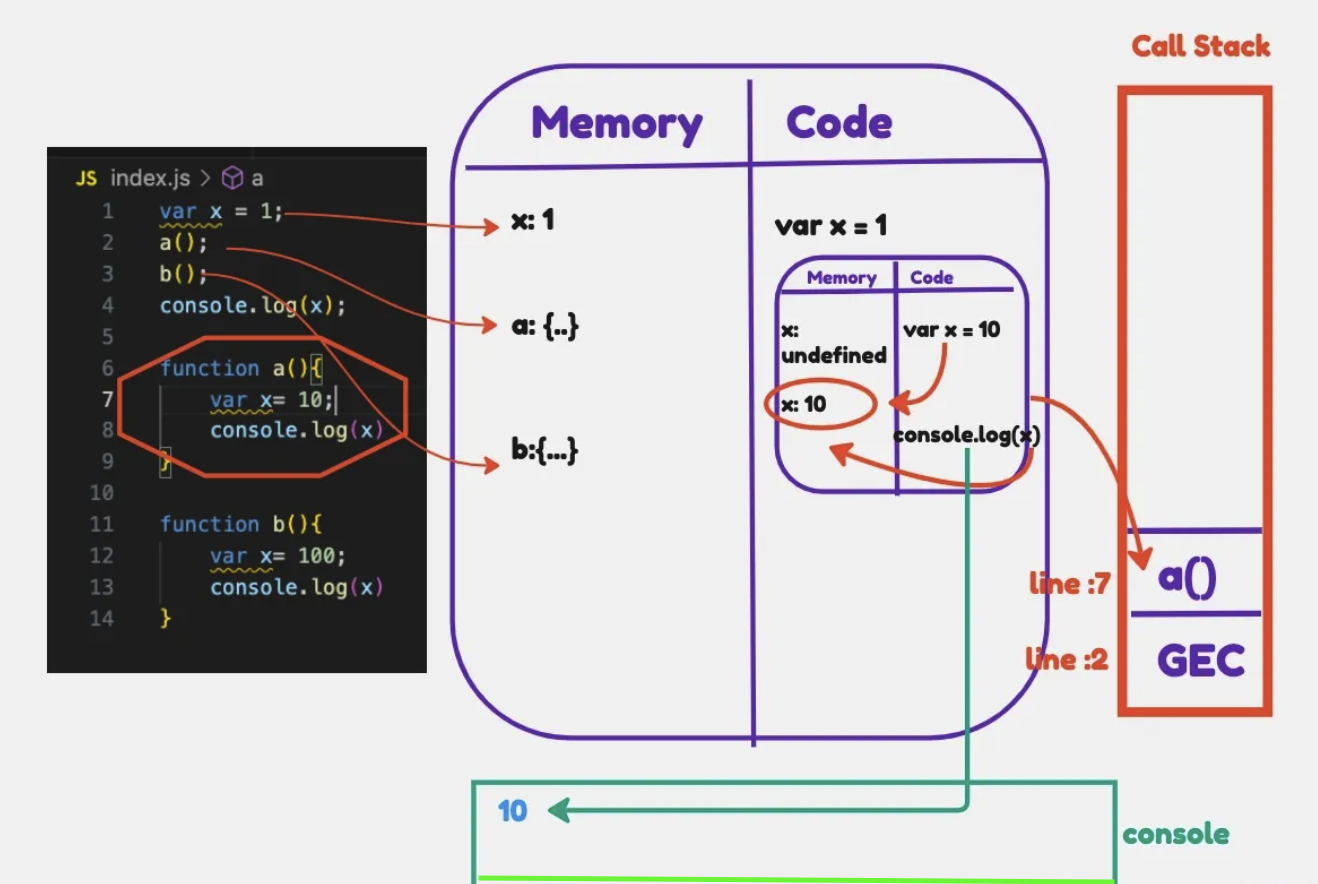 Call Stack
Memory
Code
JS index.js > a
1 var x = 1;
2 a();
3 b();
4 console.log(x);
5
6 function a(){
7 var x= 10;
8 console.log(x)
9 }
10
11 function b(){
12 var x= 100;
13 console.log(x)
14 }
x: 1
a: {..}
b:{...}
var x = 1
Memory
Code
x:
undefined
x: 10
var x = 10
console.log(x)
line :7
a()
line :2
GEC
10
console